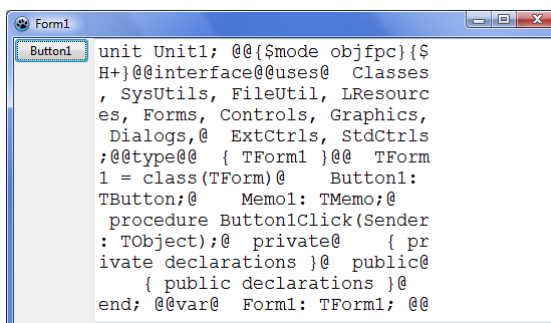 Form1
Button1
unit Unit1; @@{$mode objfpc}{$
H+}@@interface@@uses@  Classes
, SysUtils, FileUtil, LResourc
es, Forms, Controls, Graphics,
 Dialogs,@  ExtCtrls, StdCtrls
;@@type@@  { TForm1 }@@  TForm
1 = class(TForm)@    Button1:
TButton;@    Memo1: TMemo;@
 procedure Button1Click(Sender
: TObject);@  private@    { pr
ivate declarations }@  public@
    { public declarations }@
end; @@var@  Form1: TForm1; @@